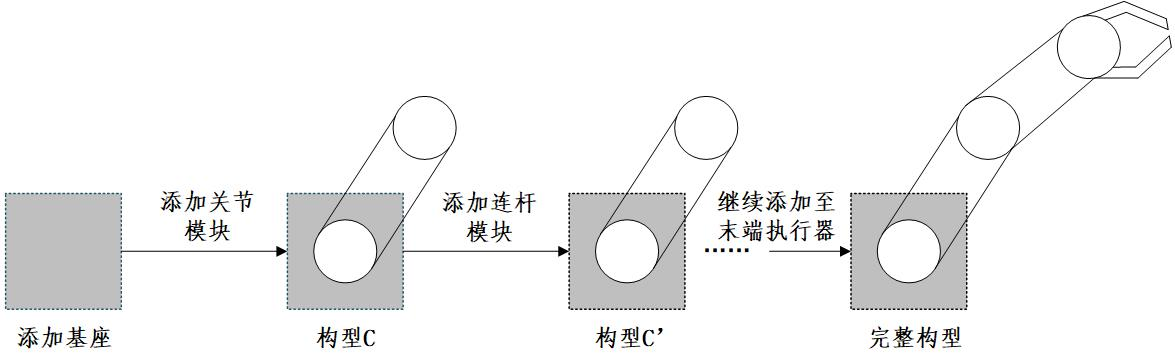 添加关节
模块
添加连杆
模块
继续添加至
末端执行器
······
添加基座
构型C
构型C’
完整构型